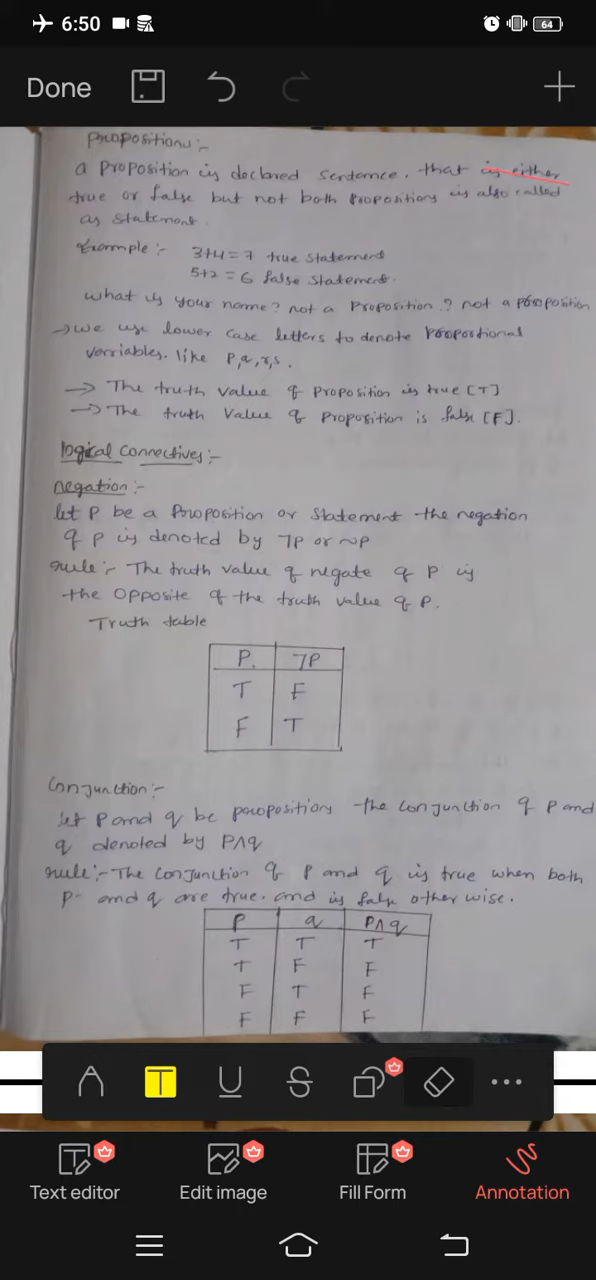 6:50
64
Done
Propositions:-
a Proposition is declared sentence. that is either
true or false but not both Propositions is also called
as statement.
Example:- 3+4=7 true statement
5+2=6 false statement.
what is your name? not a Proposition? not a proposition
→ we use lower case letters to denote Propostional
varriables. like P,q,r,s.
→ The truth value of proposition is true [T]
→ The truth value of proposition is false [F].
logical connectives:-
negation:-
let P be a Proposition or statement the negation
of P is denoted by ¬P or ~P
rule:- The truth value of negate of P is
the opposite of the truth value of P.
Truth table
P. ¬P
T F
F T
Conjunction:-
let P and q be propositions the conjunction of P and
q denoted by P∧q
rule:- The conjunction of P and q is true when both
P and q are true. and is false other wise.
P q P∧q
T T T
T F F
F T F
F F F
T U S
Text editor Edit image Fill Form Annotation